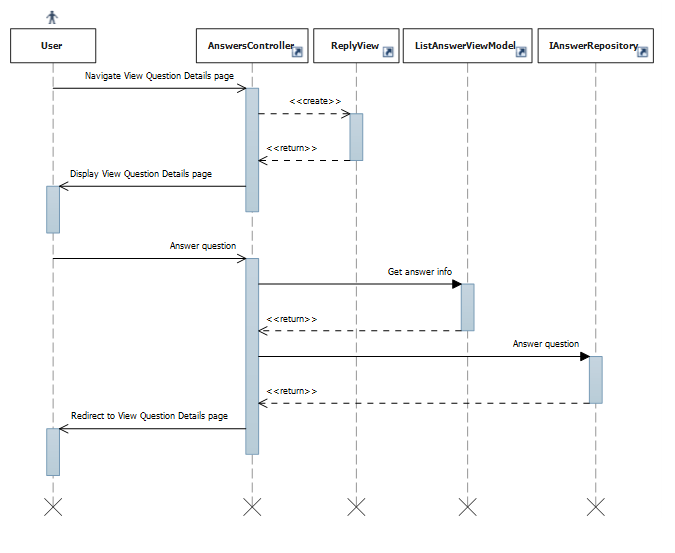 User
AnswersController
ReplyView
ListAnswerViewModel
IAnswerRepository
Navigate View Question Details page
<<create>>
<<return>>
Display View Question Details page
Answer question
Get answer info
<<return>>
Answer question
<<return>>
Redirect to View Question Details page